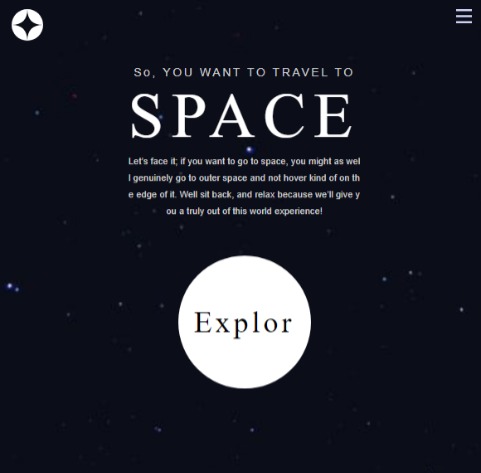 So, YOU WANT TO TRAVEL TO
SPACE
Let's face it; if you want to go to space, you might as wel
l genuinely go to outer space and not hover kind of on th
e edge of it. Well sit back, and relax because we'll give y
ou a truly out of this world experience!
Explor